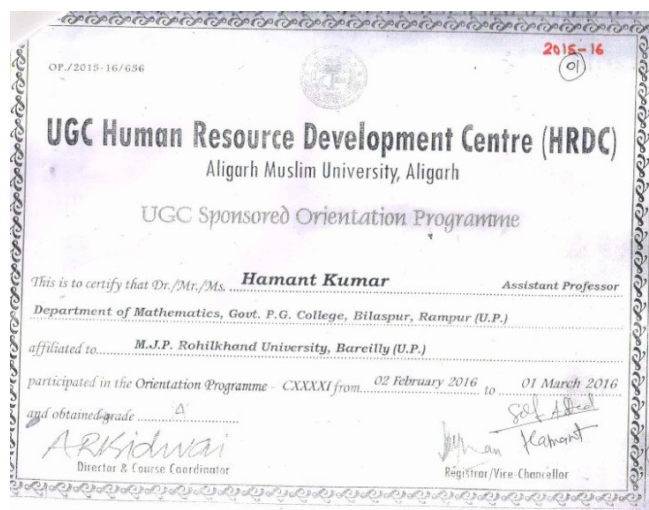 2015-16
01
OP./2015-16/656
UGC Human Resource Development Centre (HRDC)
Aligarh Muslim University, Aligarh
UGC Sponsored Orientation Programme
This is to certify that Dr./Mr./Ms. Hamant Kumar Assistant Professor
Department of Mathematics, Govt. P.G. College, Bilaspur, Rampur (U.P.)
affiliated to M.J.P. Rohilkhand University, Bareilly (U.P.)
participated in the Orientation Programme - CXXXXI from 02 February 2016 to 01 March 2016
and obtained grade A
Self Attested
ARKidwai
Hamant
Director & Course Coordinator
Registrar/Vice-Chancellor